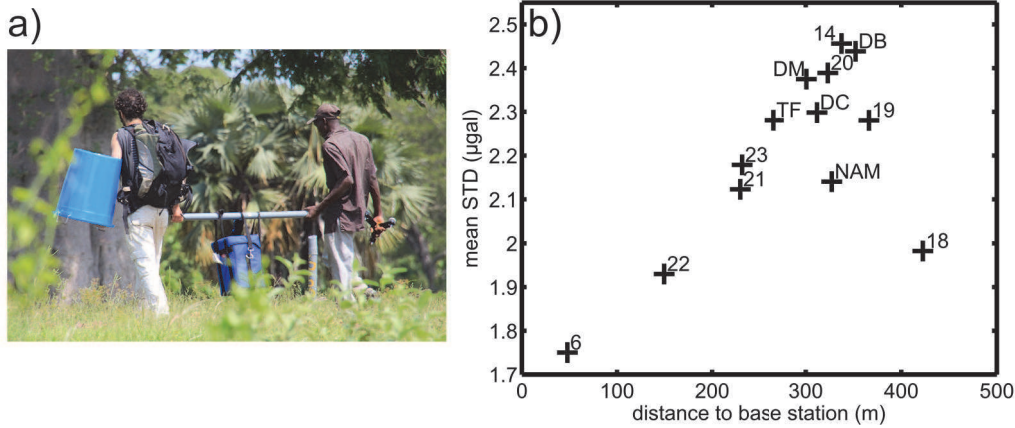 a)
b)
mean STD (µgal)
2.5
2.4
2.3
2.2
2.1
2
1.9
1.8
1.7
14
DB
20
DM
DC
TF
19
23
21
NAM
18
22
6
0
100
200
300
400
500
distance to base station (m)